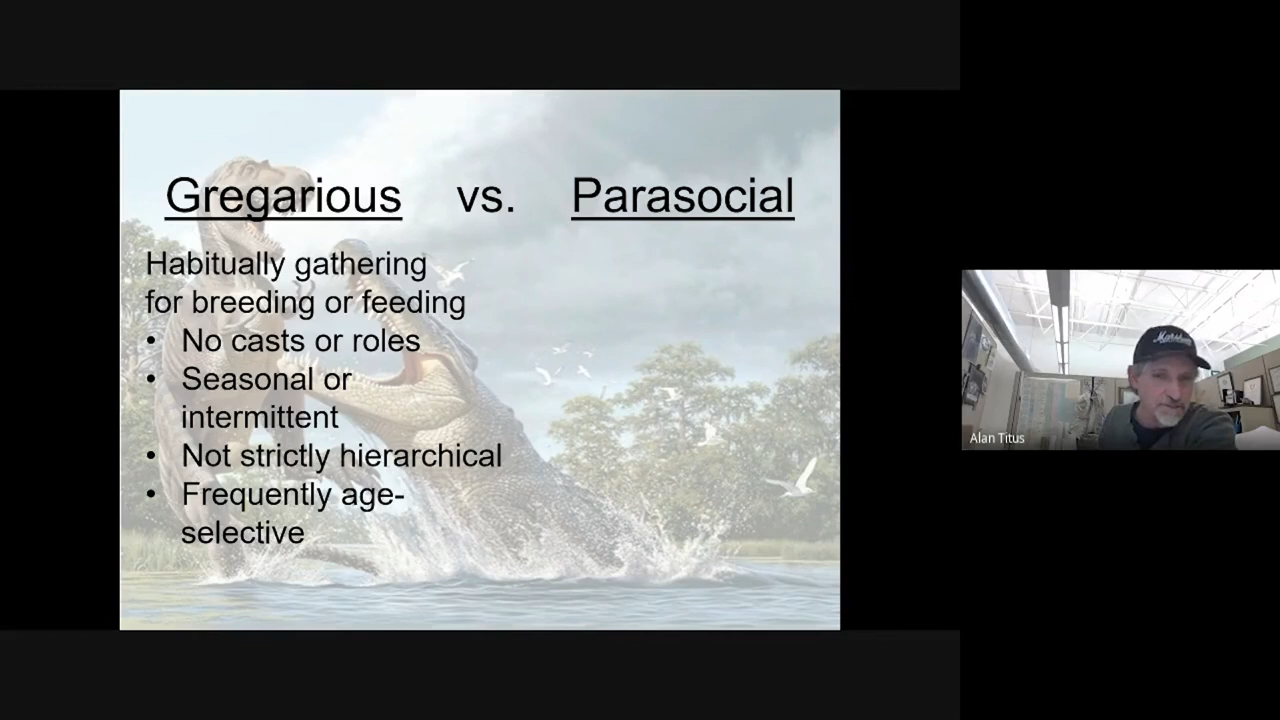 Gregarious vs. Parasocial
Habitually gathering
for breeding or feeding
• No casts or roles
• Seasonal or
intermittent
• Not strictly hierarchical
• Frequently age-
selective
Marshall
Alan Titus